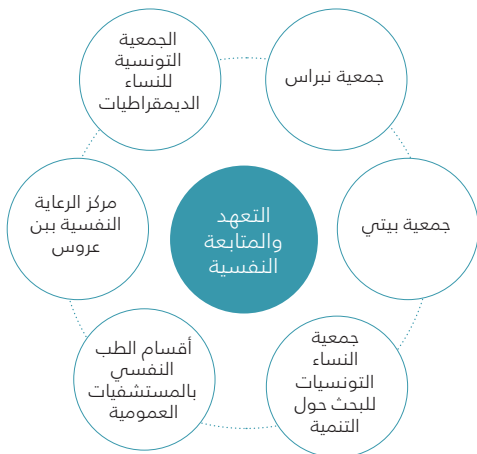 الجمعية
التونسية
للنساء
الديمقراطيات
جمعية نبراس
مركز الرعاية
النفسية ببن
عروس
التعهد
والمتابعة
النفسية
جمعية بيتي
أقسام الطب
النفسي
بالمستشفيات
العمومية
جمعية
النساء
التونسيات
للبحث حول
التنمية